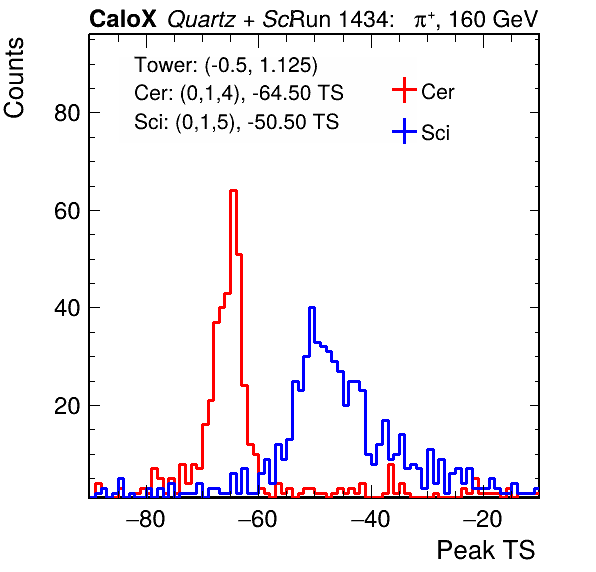 CaloX Quartz + ScRun 1434: π⁺, 160 GeV
Tower: (-0.5, 1.125)
Cer: (0,1,4), -64.50 TS
Sci: (0,1,5), -50.50 TS
Cer
Sci
Counts
80
60
40
20
−80 −60 −40 −20
Peak TS